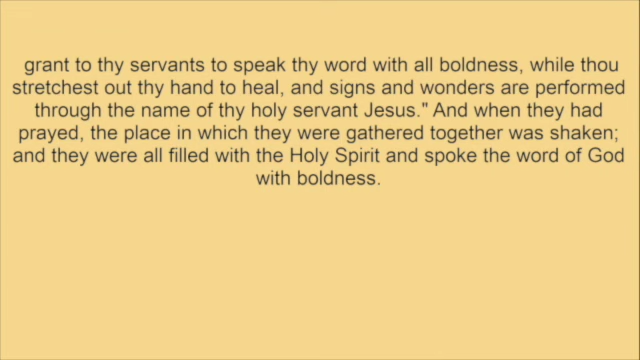 grant to thy servants to speak thy word with all boldness, while thou
stretchest out thy hand to heal, and signs and wonders are performed
through the name of thy holy servant Jesus." And when they had
prayed, the place in which they were gathered together was shaken;
and they were all filled with the Holy Spirit and spoke the word of God
with boldness.